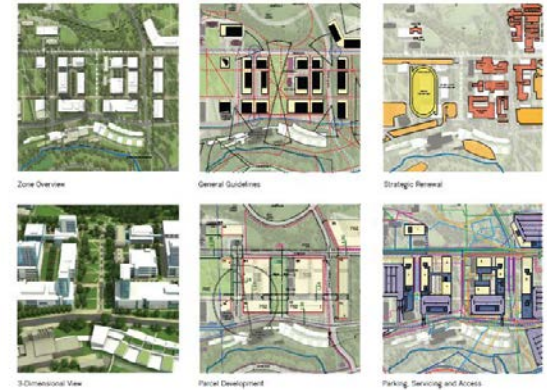 Zone Overview
General Guidelines
Strategic Renewal
3-Dimensional View
Parcel Development
Parking, Servicing and Access